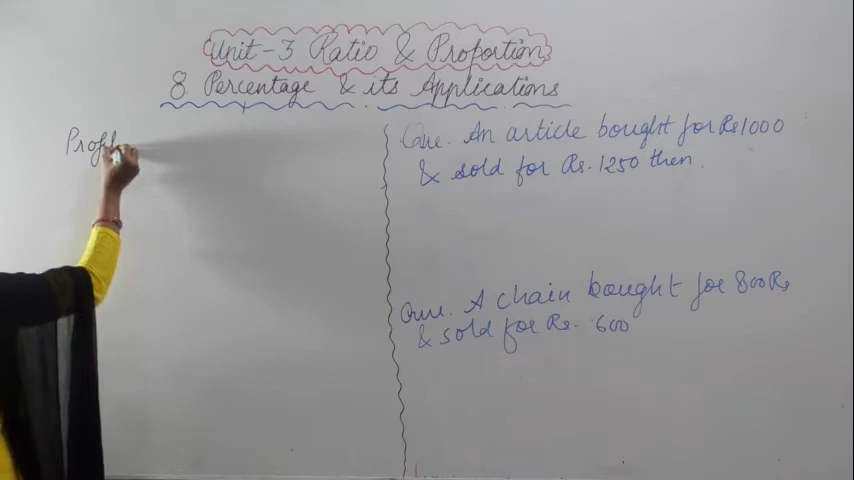 Unit-3 Ratio & Proportion
8 Percentage & its Applications
Prof
Que. An article bought for Rs1000
& sold for Rs. 1250 then.
Que. A chain bought for 800Rs
& sold for Rs. 600